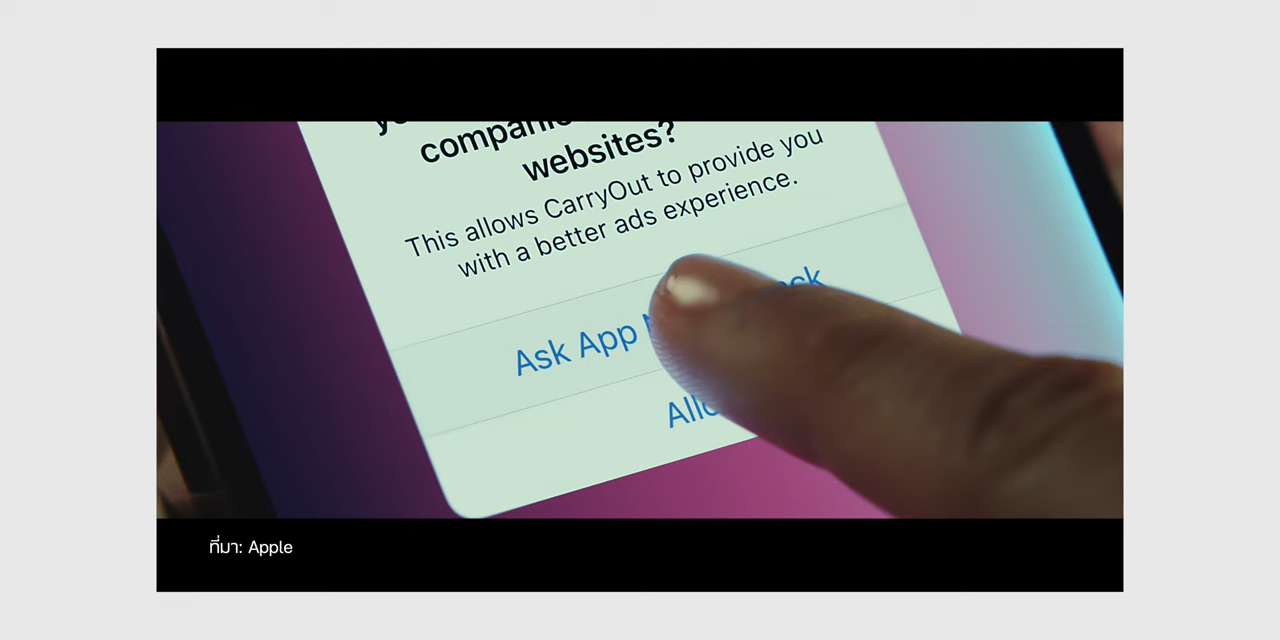 companie
websites?
This allows CarryOut to provide you
with a better ads experience.
Ask App
ที่มา: Apple